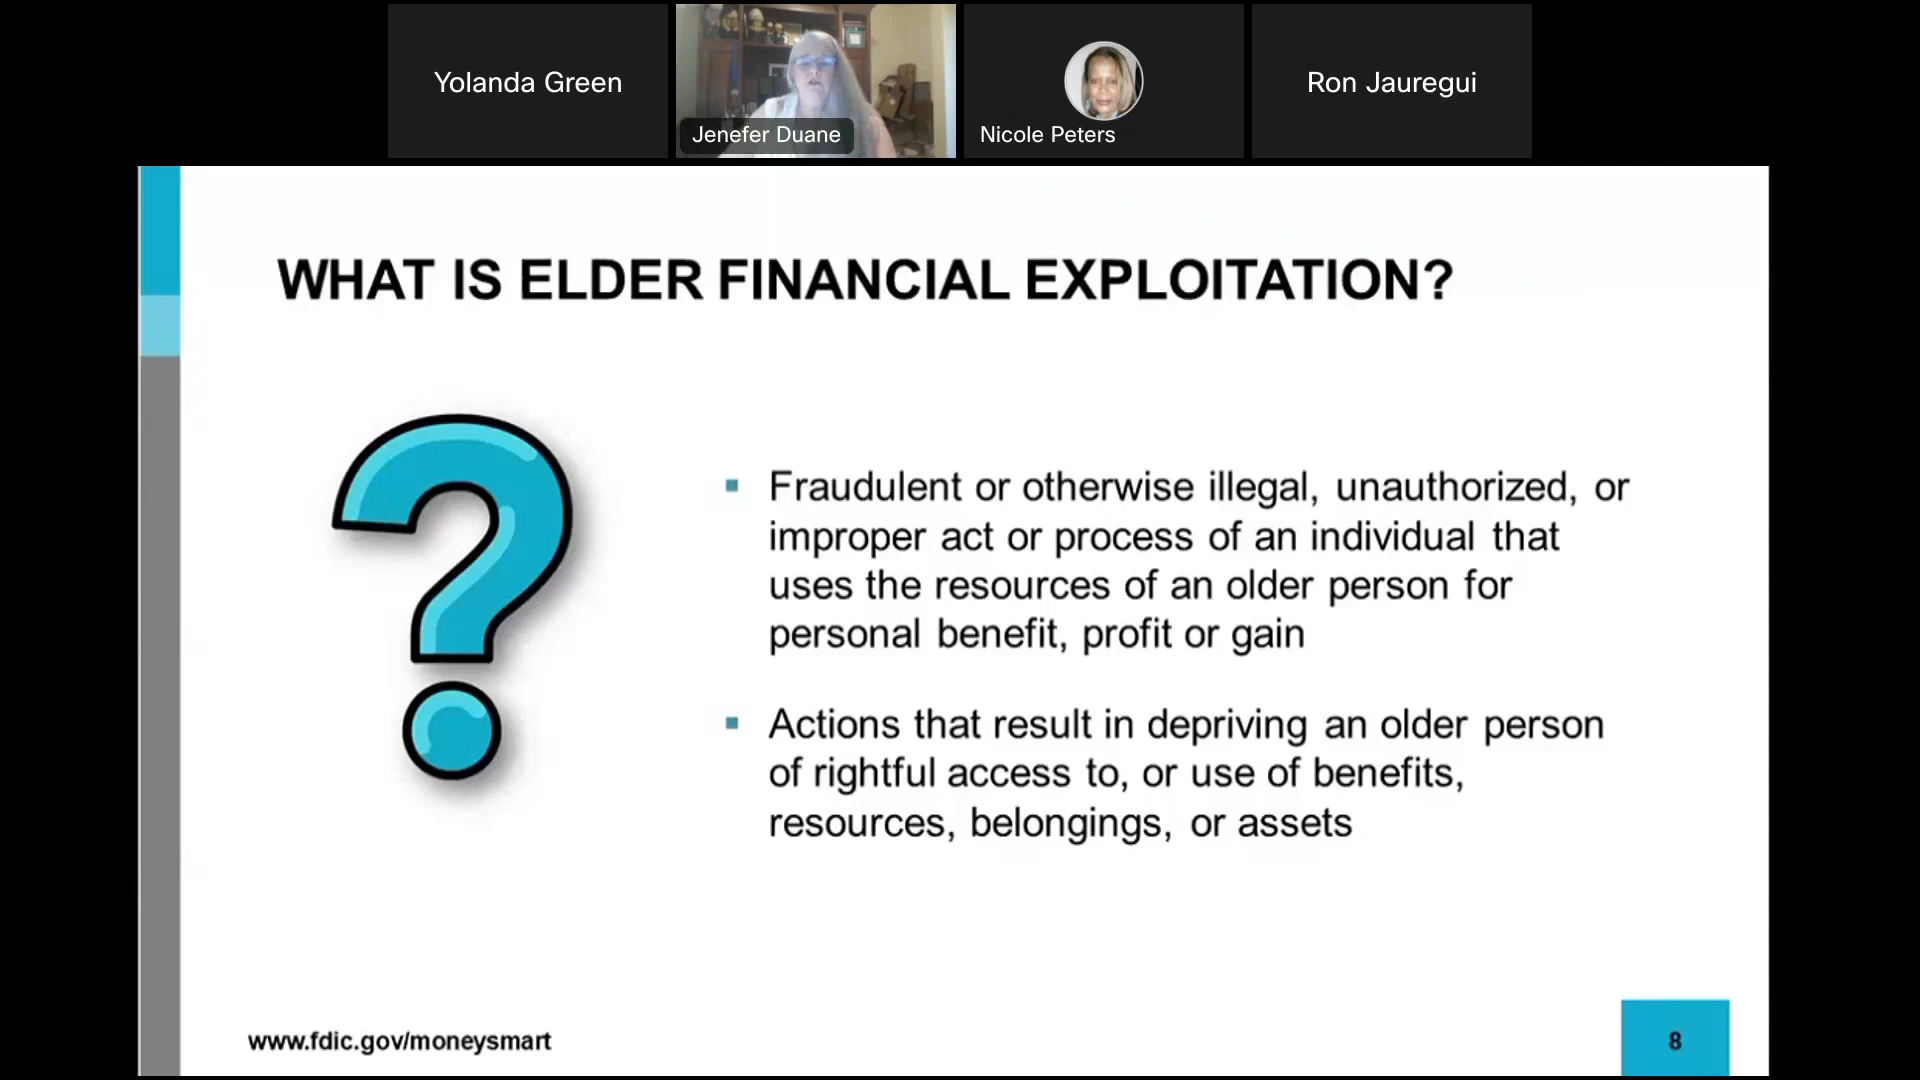 Yolanda Green
Jenefer Duane
Nicole Peters
Ron Jauregui
WHAT IS ELDER FINANCIAL EXPLOITATION?
?
▪ Fraudulent or otherwise illegal, unauthorized, or
improper act or process of an individual that
uses the resources of an older person for
personal benefit, profit or gain
▪ Actions that result in depriving an older person
of rightful access to, or use of benefits,
resources, belongings, or assets
www.fdic.gov/moneysmart
8